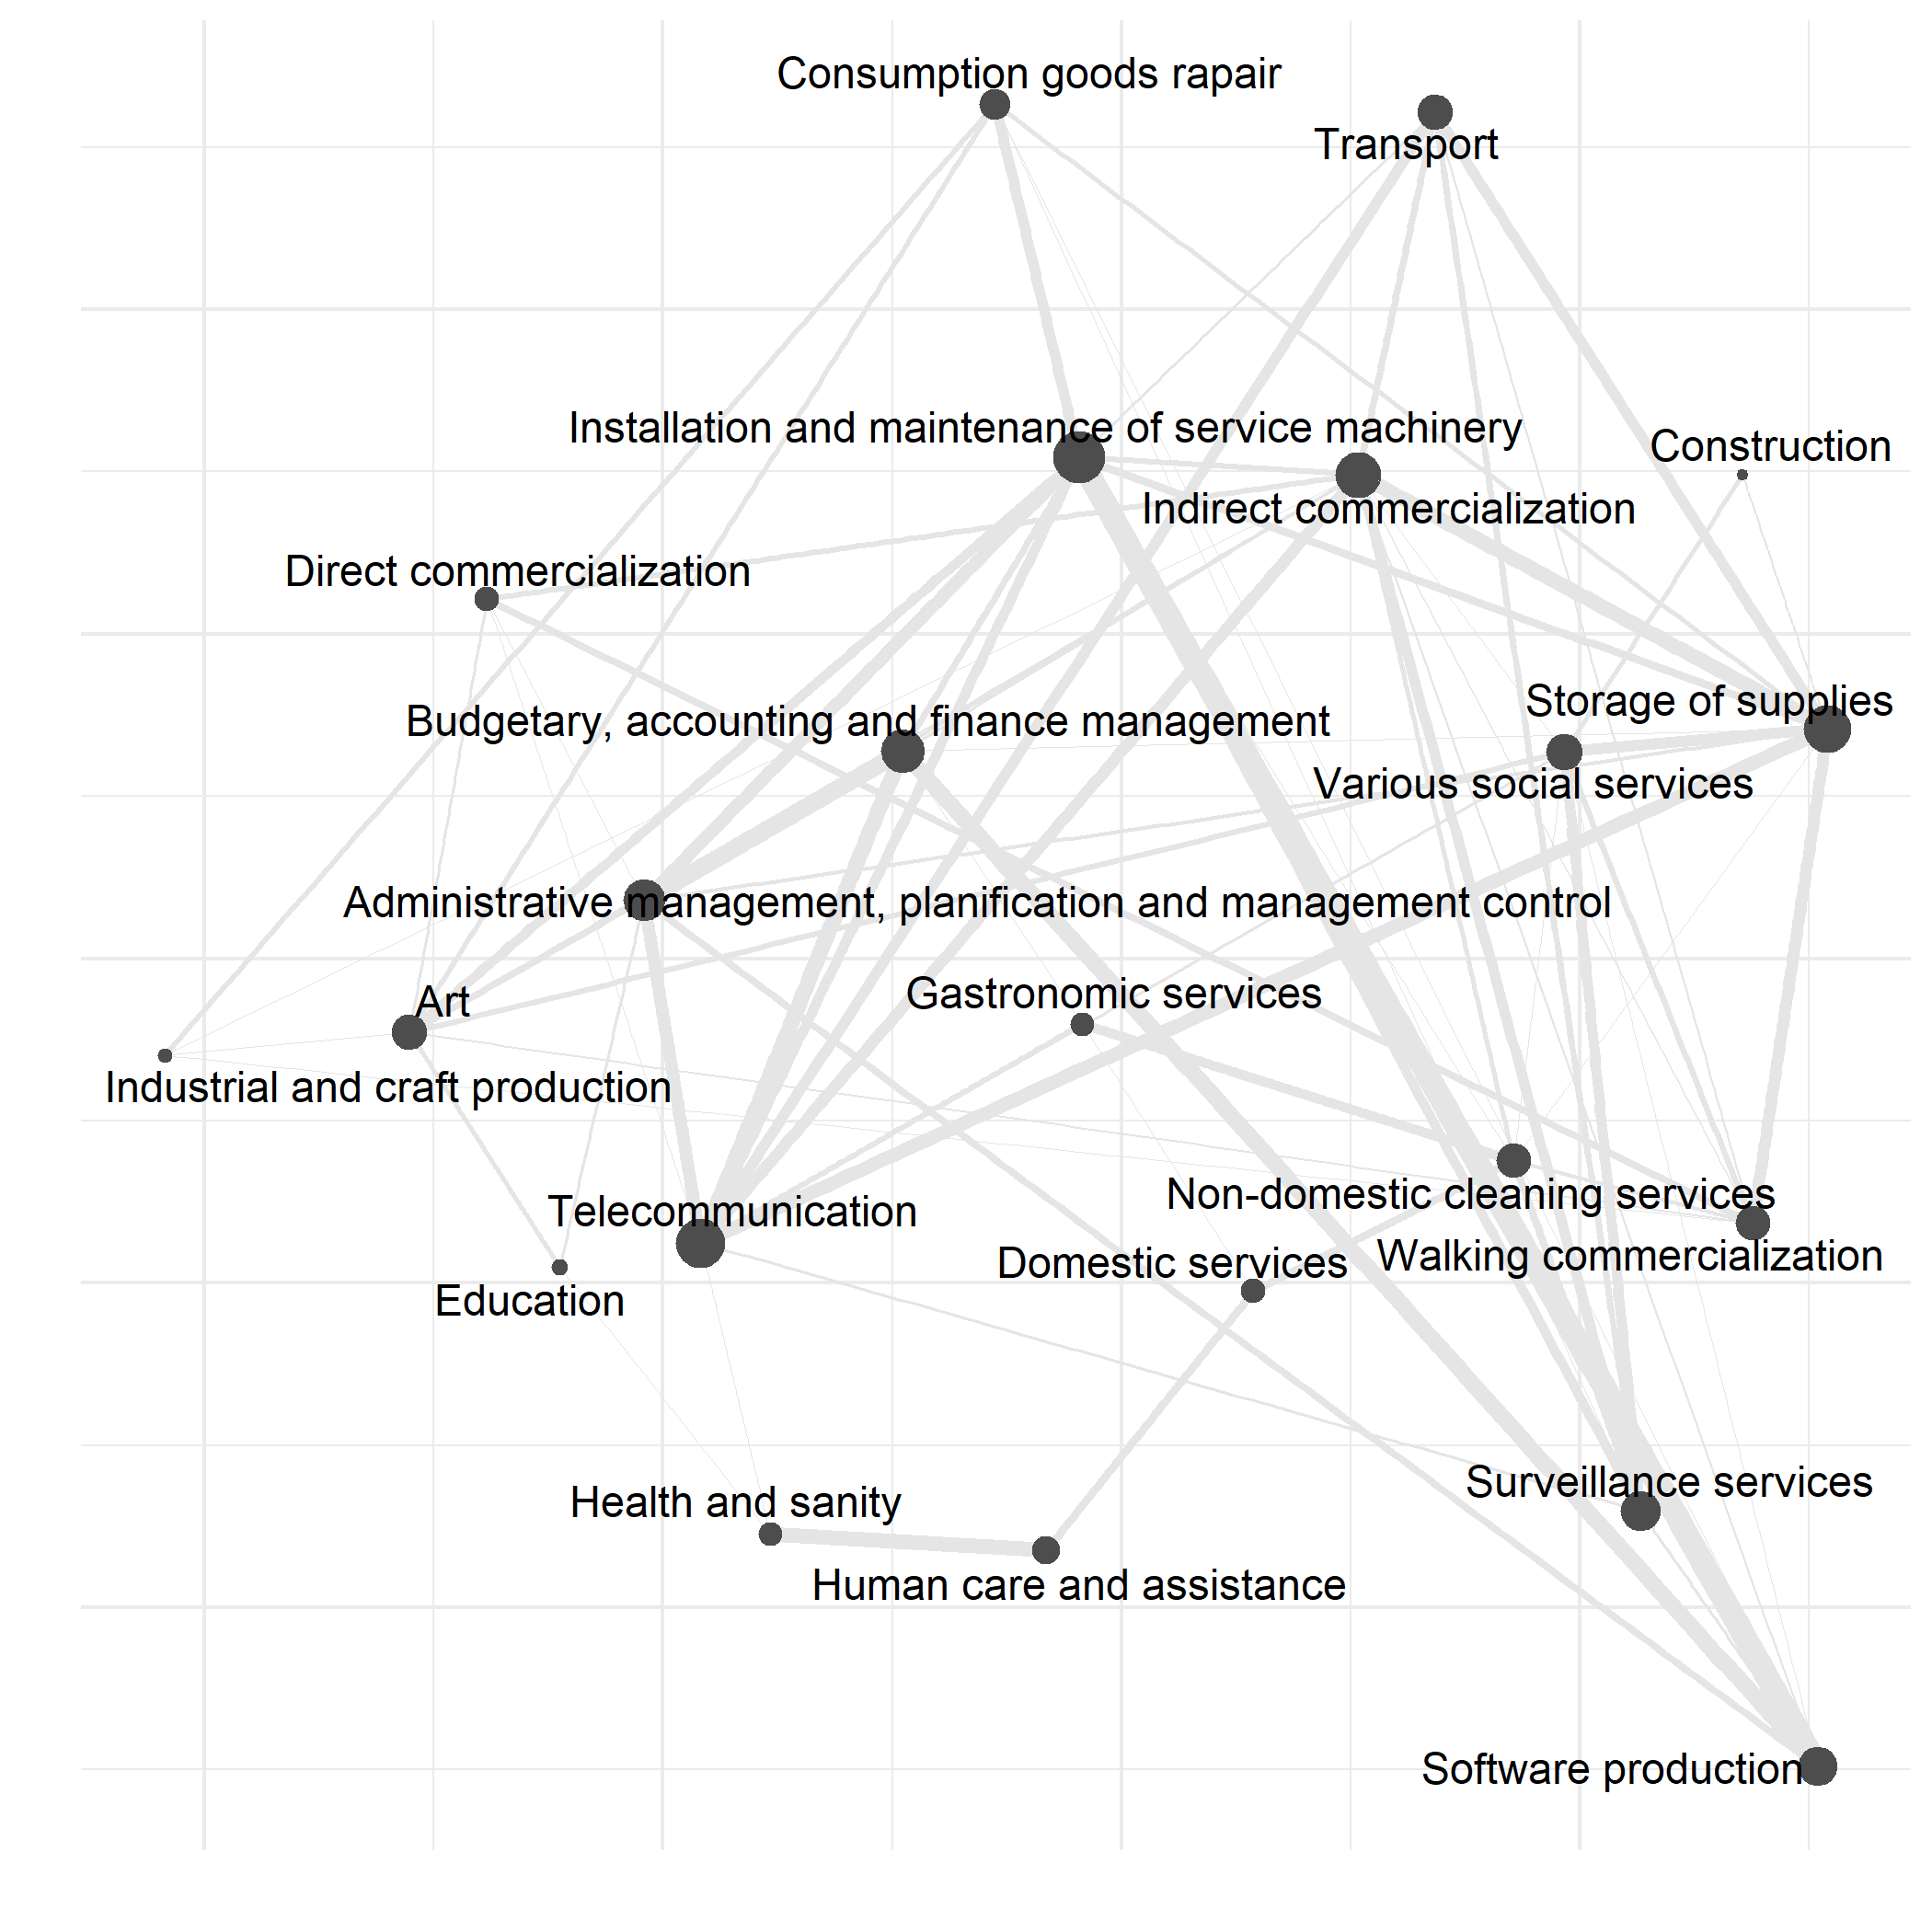 Consumption goods rapair
Transport
Installation and maintenance of service machinery
Construction
Indirect commercialization
Direct commercialization
Storage of supplies
Budgetary, accounting and finance management
Various social services
Administrative management, planification and management control
Gastronomic services
Art
Industrial and craft production
Non-domestic cleaning services
Telecommunication
Walking commercialization
Domestic services
Education
Surveillance services
Health and sanity
Human care and assistance
Software production